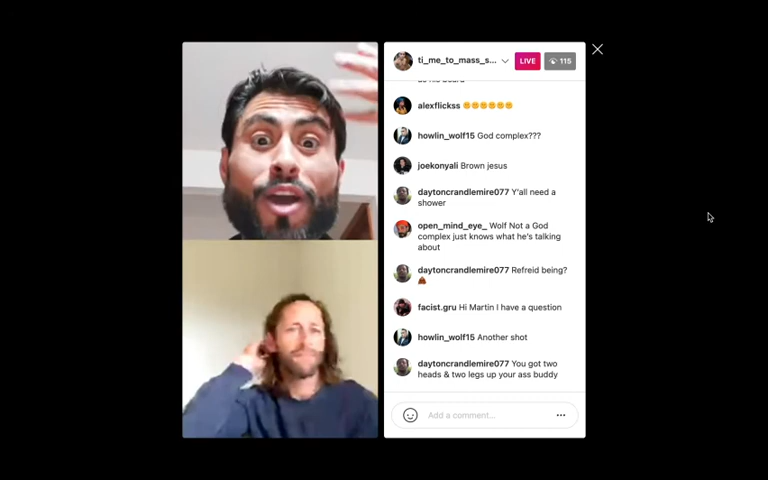 ti_me_to_mass_s...
LIVE
115
alexflickss
howlin_wolf15 God complex???
joekonyali Brown jesus
daytoncrandlemire077 Y'all need a
shower
open_mind_eye_ Wolf Not a God
complex just knows what he's talking
about
daytoncrandlemire077 Refreid being?
facist.gru Hi Martin I have a question
howlin_wolf15 Another shot
daytoncrandlemire077 You got two
heads & two legs up your ass buddy
Add a comment...